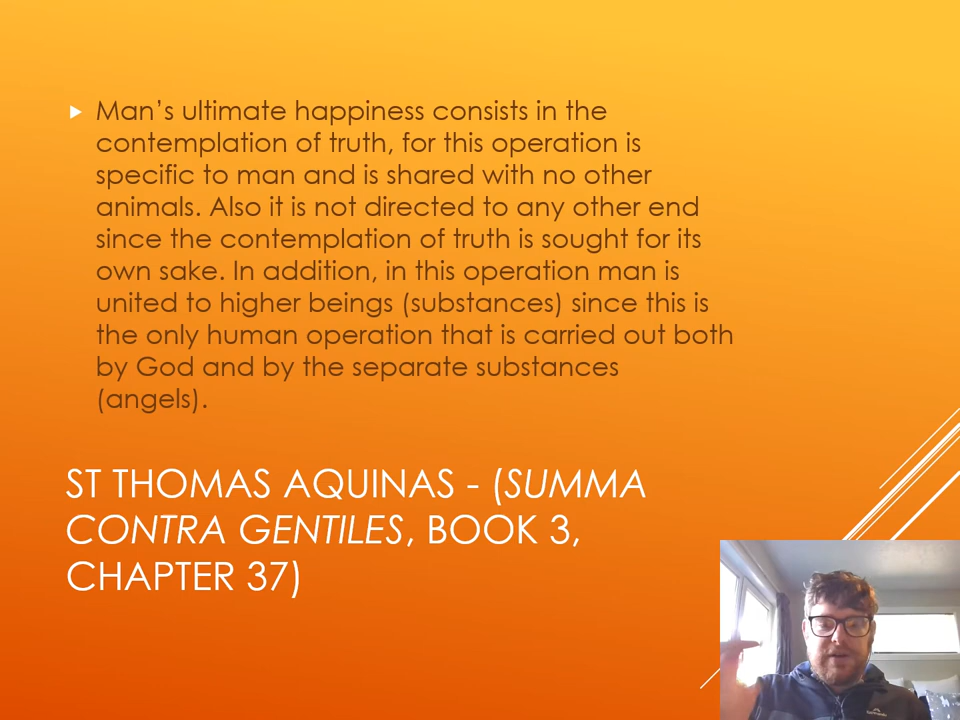 Man’s ultimate happiness consists in the
contemplation of truth, for this operation is
specific to man and is shared with no other
animals. Also it is not directed to any other end
since the contemplation of truth is sought for its
own sake. In addition, in this operation man is
united to higher beings (substances) since this is
the only human operation that is carried out both
by God and by the separate substances
(angels).
ST THOMAS AQUINAS - (SUMMA
CONTRA GENTILES, BOOK 3,
CHAPTER 37)